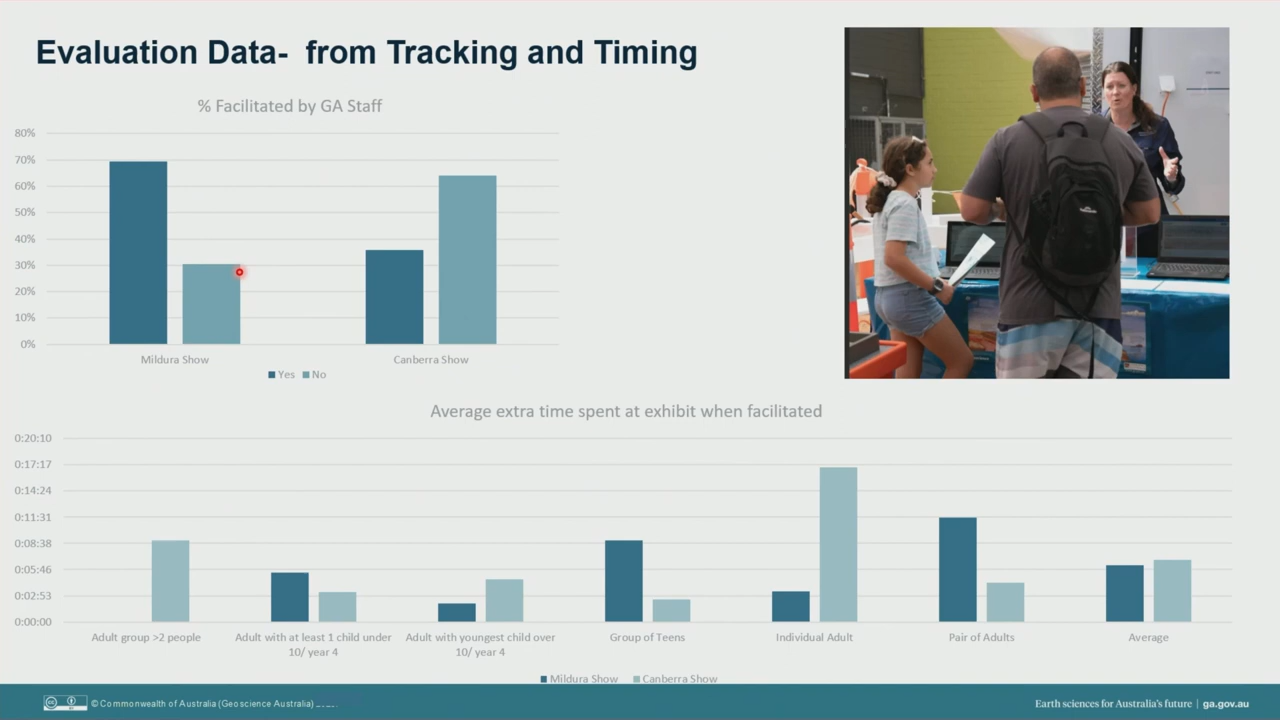 Evaluation Data-  from Tracking and Timing
% Facilitated by GA Staff
80%
70%
60%
50%
40%
30%
20%
10%
0%
Mildura Show
Canberra Show
Yes
No
Average extra time spent at exhibit when facilitated
0:20:10
0:17:17
0:14:24
0:11:31
0:08:38
0:05:46
0:02:53
0:00:00
Adult group >2 people
Adult with at least 1 child under
10/ year 4
Adult with youngest child over
10/ year 4
Group of Teens
Individual Adult
Pair of Adults
Average
Mildura Show
Canberra Show
© Commonwealth of Australia (Geoscience Australia)
Earth sciences for Australia's future | ga.gov.au